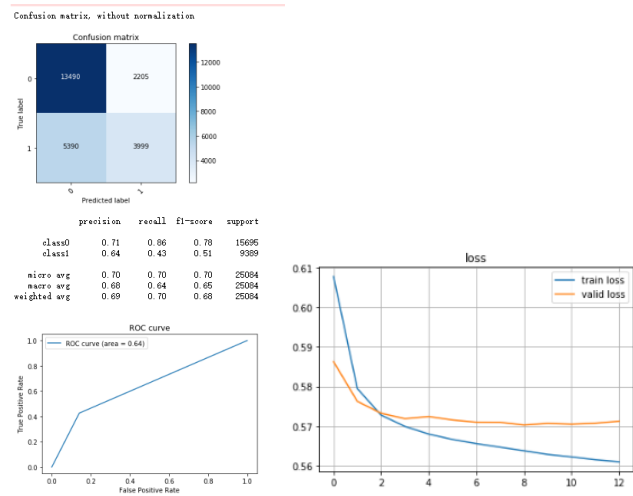 Confusion matrix, without normalization
Confusion matrix
0
13490 2205
1
5390 3999
12000
10000
8000
6000
4000
True label
0 1
Predicted label
precision recall f1-score support
class0 0.71 0.86 0.78 15695
class1 0.64 0.43 0.51 9389
micro avg 0.70 0.70 0.70 25084
macro avg 0.68 0.64 0.65 25084
weighted avg 0.69 0.70 0.68 25084
ROC curve
ROC curve (area = 0.64)
1.0
0.8
0.6
0.4
0.2
0.0
True Positive Rate
0.0 0.2 0.4 0.6 0.8 1.0
False Positive Rate
loss
train loss
valid loss
0.61
0.60
0.59
0.58
0.57
0.56
0 2 4 6 8 10 12